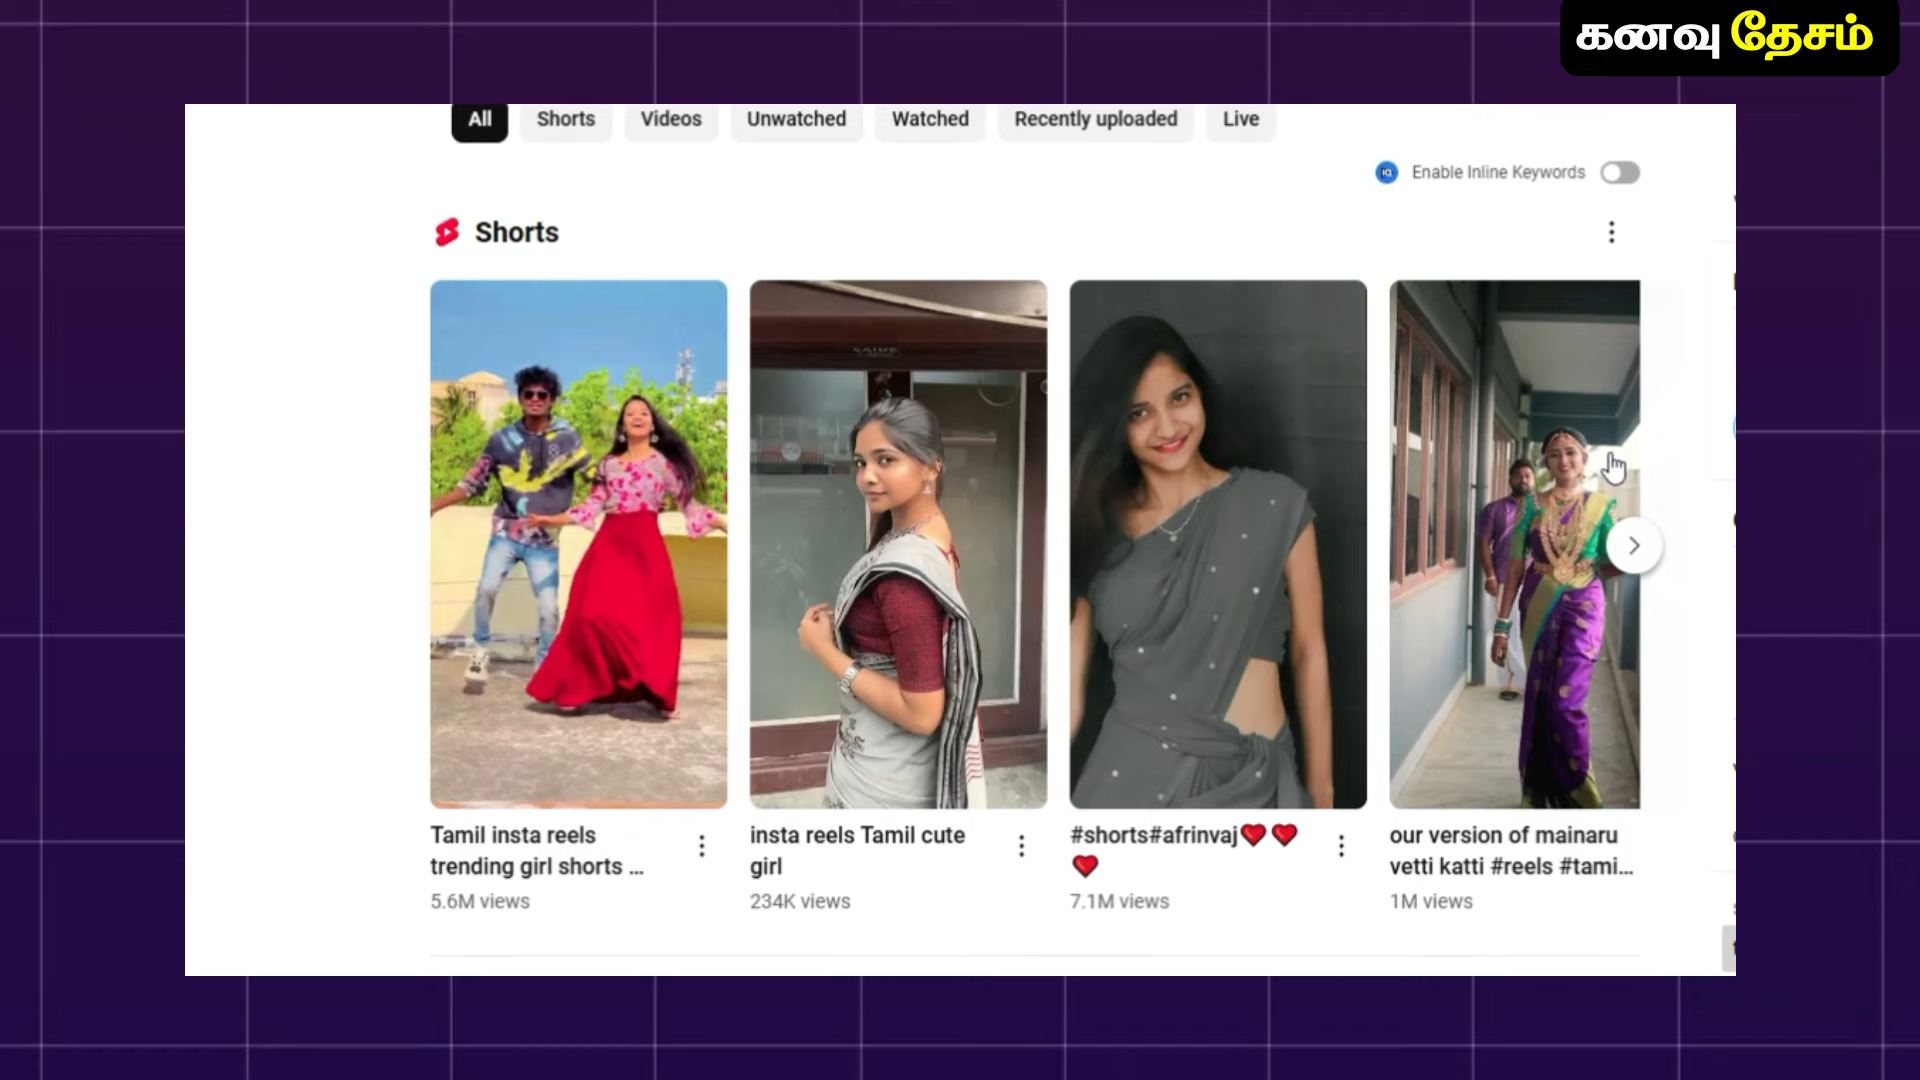 கனவு தேசம்
All Shorts Videos Unwatched Watched Recently uploaded Live
Enable Inline Keywords
Shorts
Tamil insta reels
trending girl shorts ...
5.6M views
insta reels Tamil cute
girl
234K views
#shorts#afrinvaj❤️❤️
❤️
7.1M views
our version of mainaru
vetti katti #reels #tami...
1M views